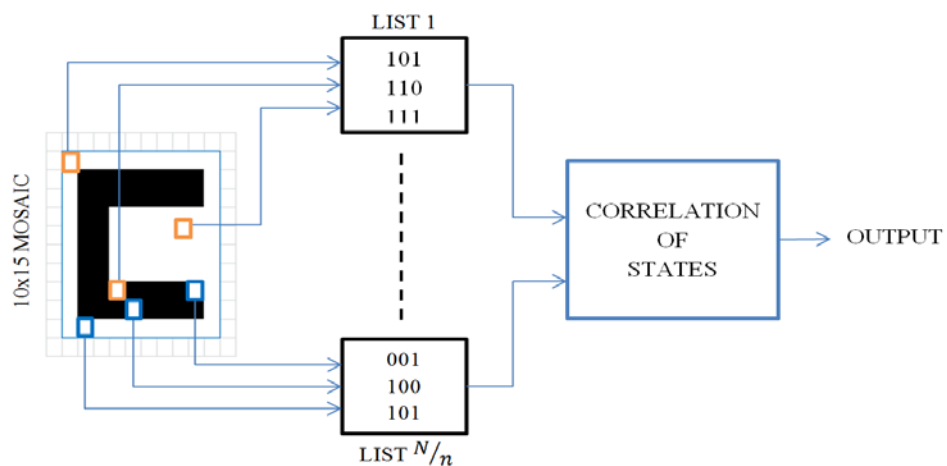 LIST 1
101
110
111
10x15 MOSAIC
CORRELATION
OF
STATES
OUTPUT
001
100
101
LIST N/n